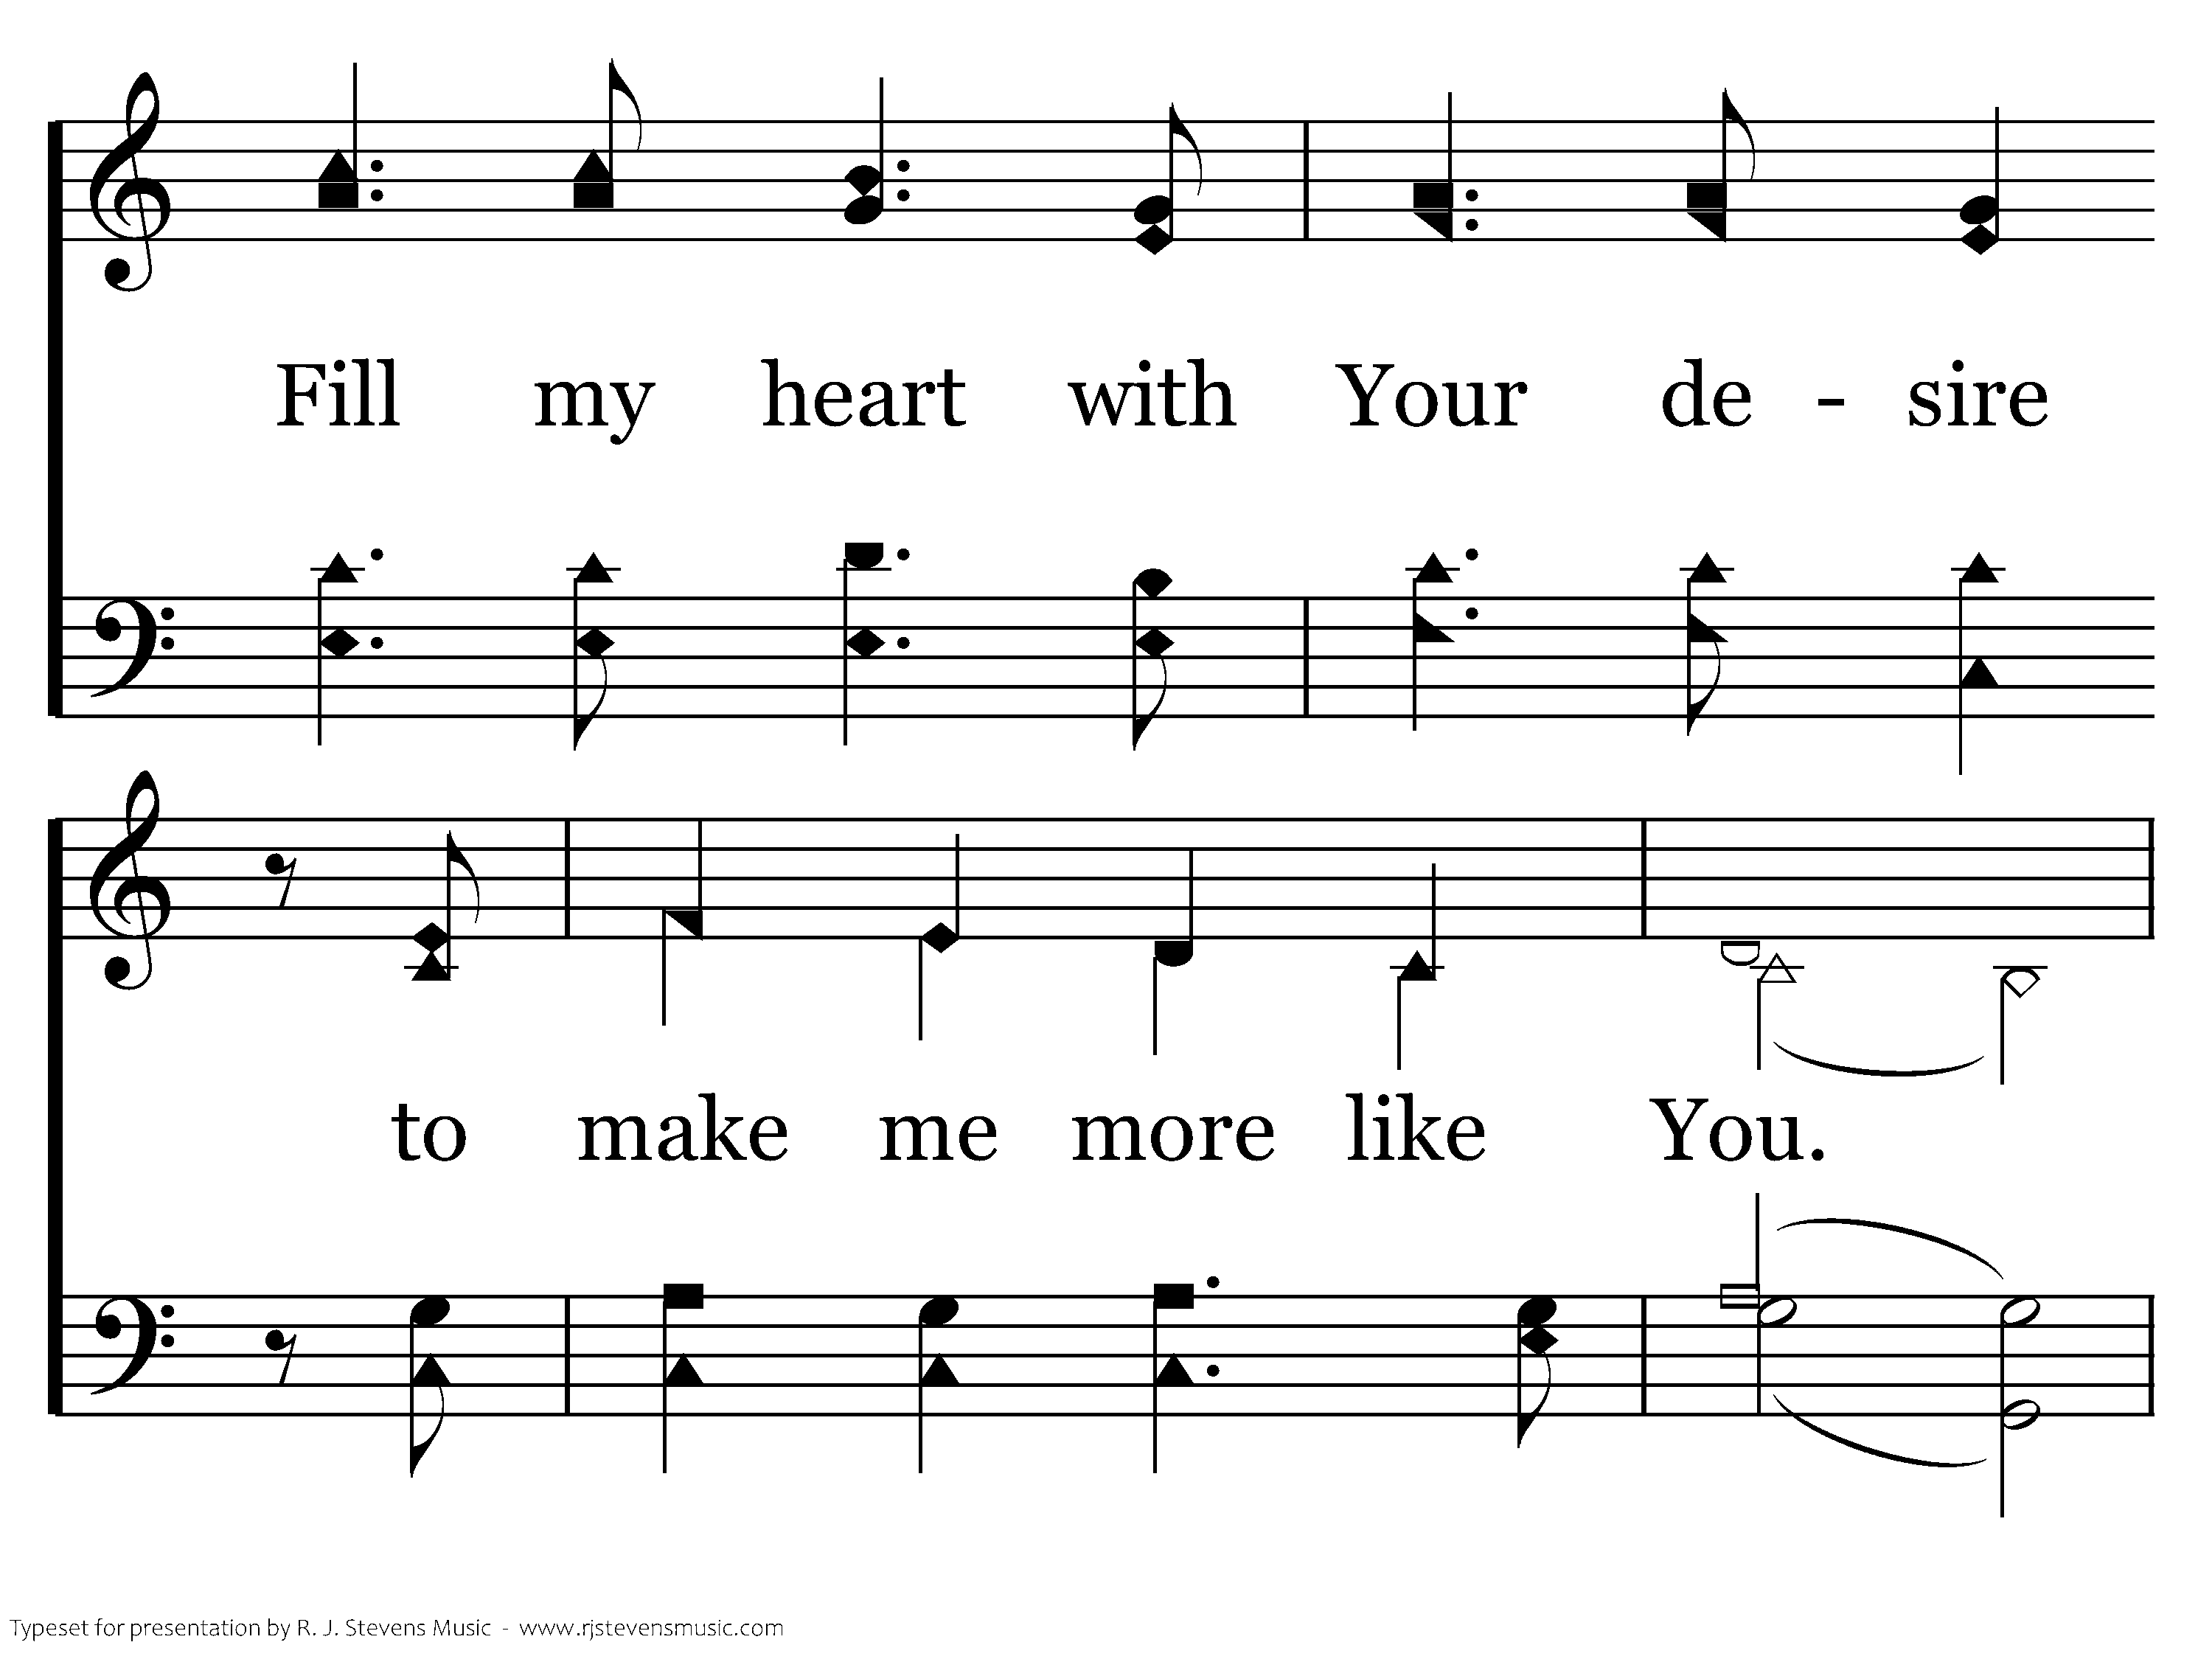 Fill my heart with Your de - sire
to make me more like You.
Typeset for presentation by R. J. Stevens Music - www.rjstevensmusic.com